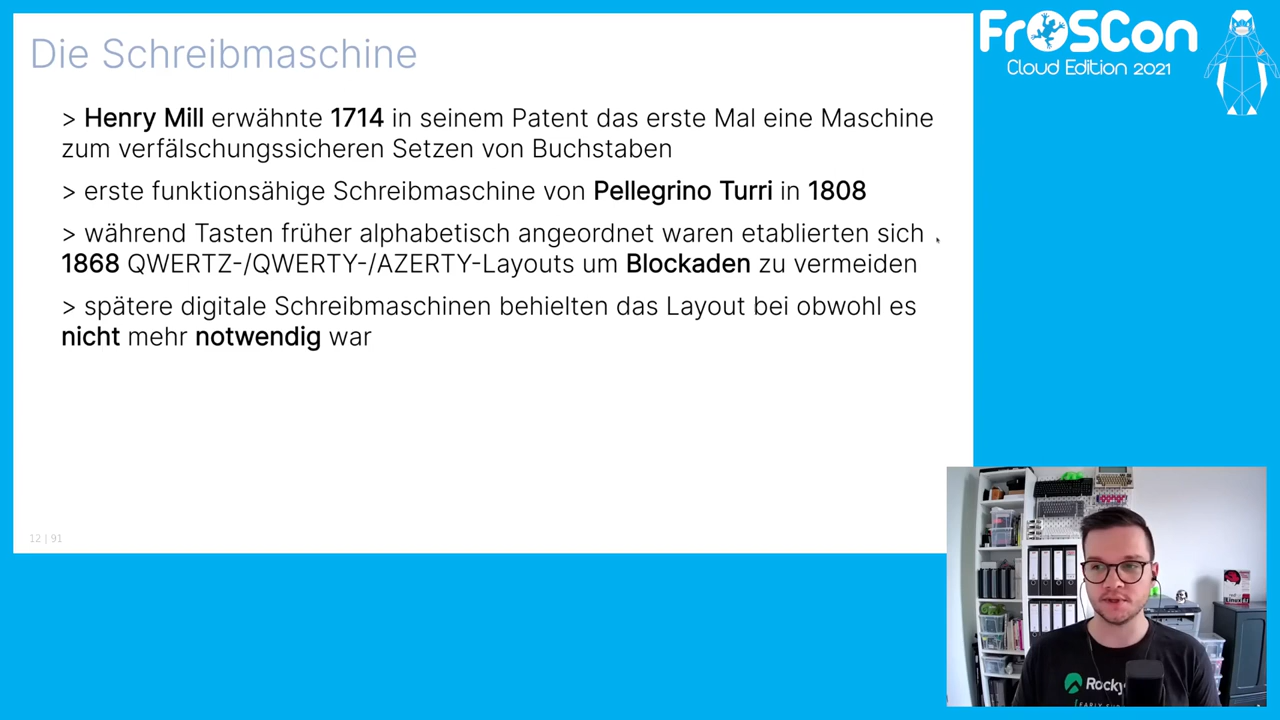 Die Schreibmaschine
> Henry Mill erwähnte 1714 in seinem Patent das erste Mal eine Maschine
zum verfälschungssicheren Setzen von Buchstaben
> erste funktionsähige Schreibmaschine von Pellegrino Turri in 1808
> während Tasten früher alphabetisch angeordnet waren etablierten sich
1868 QWERTZ-/QWERTY-/AZERTY-Layouts um Blockaden zu vermeiden
> spätere digitale Schreibmaschinen behielten das Layout bei obwohl es
nicht mehr notwendig war
12 | 91
FrOSCon
Cloud Edition 2021
Rocky